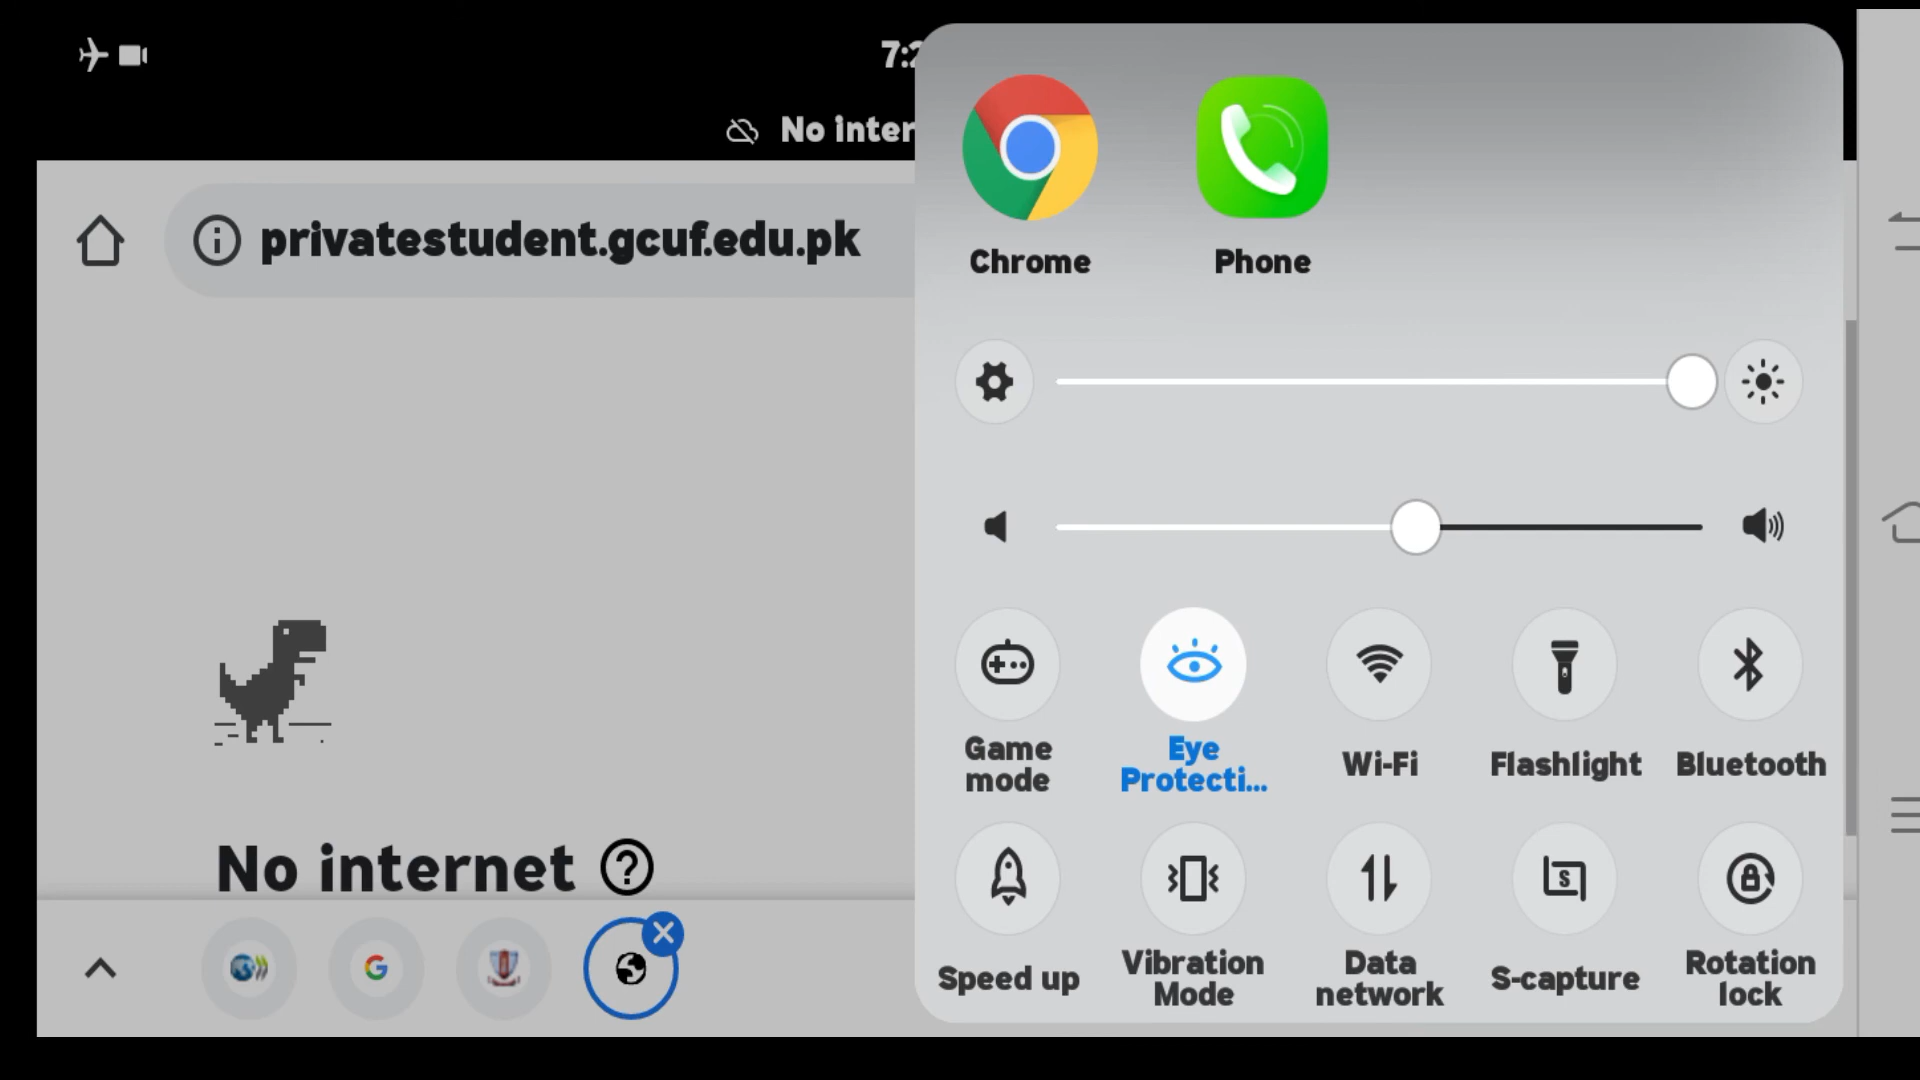 7:2
No inter
privatestudent.gcuf.edu.pk
No internet
Chrome
Phone
Game mode
Eye Protecti...
Wi-Fi
Flashlight
Bluetooth
Speed up
Vibration Mode
Data network
S-capture
Rotation lock